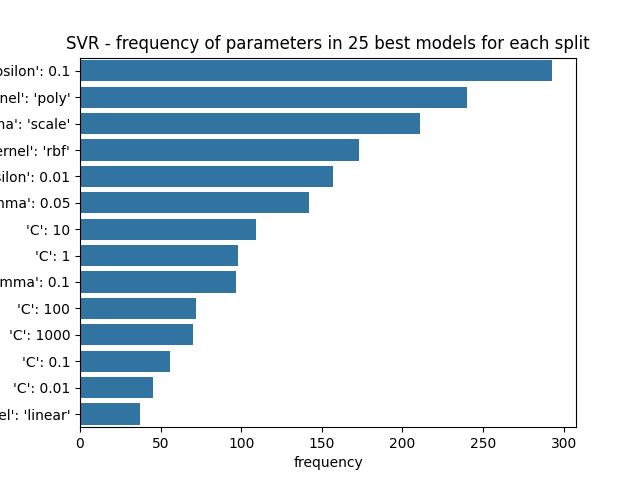 SVR - frequency of parameters in 25 best models for each split
psilon': 0.1
nel': 'poly'
na': 'scale'
ernel': 'rbf'
silon': 0.01
mma': 0.05
'C': 10
'C': 1
mma': 0.1
'C': 100
'C': 1000
'C': 0.1
'C': 0.01
el': 'linear'
0 50 100 150 200 250 300
frequency